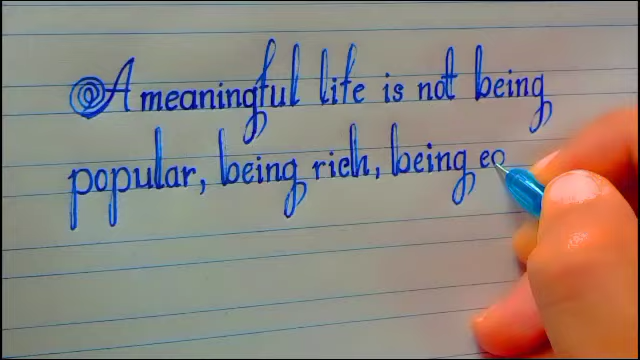 A meaningful life is not being
popular, being rich, being